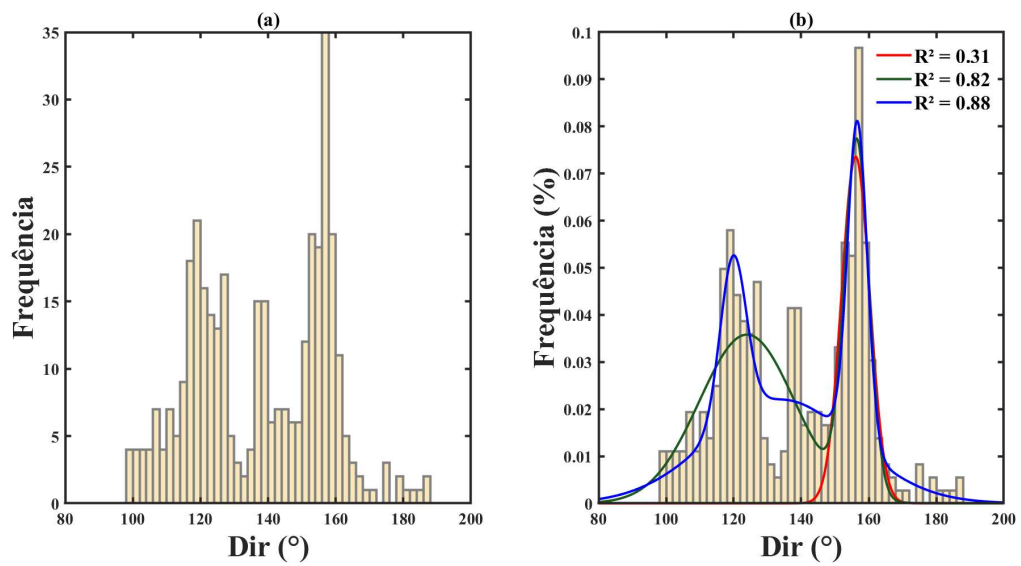 (a)
35
30
25
20
15
10
5
0
80 100 120 140 160 180 200
Frequência
Dir (°)
(b)
0.1
0.09
0.08
0.07
0.06
0.05
0.04
0.03
0.02
0.01
0
80 100 120 140 160 180 200
Frequência (%)
Dir (°)
R² = 0.31
R² = 0.82
R² = 0.88